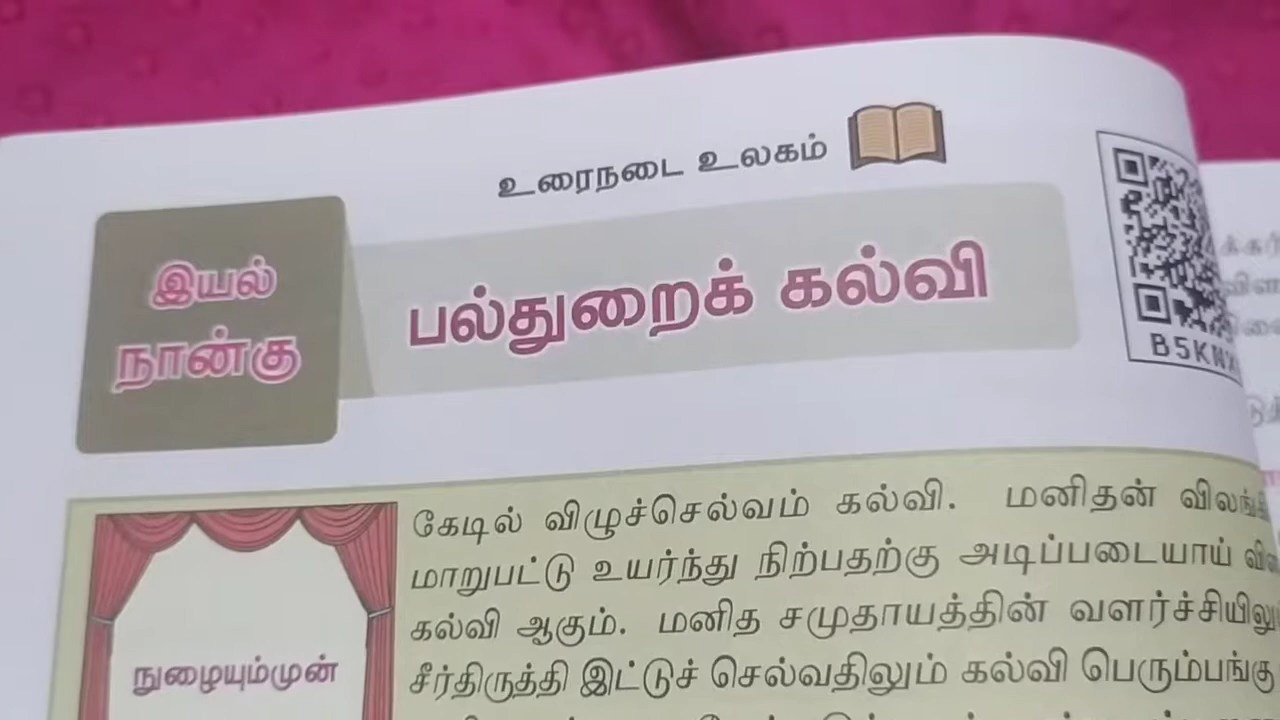 உரைநடை உலகம்
இயல்
நான்கு
பல்துறைக் கல்வி
B5KN
நுழையும்முன்
கேடில் விழுச்செல்வம் கல்வி. மனிதன்
மாறுபட்டு உயர்ந்து நிற்பதற்கு அடிப்படையாய்
கல்வி ஆகும். மனித சமுதாயத்தின்
சீர்திருத்தி இட்டுச் செல்வதிலும் கல்வி பெரும்பங்கு